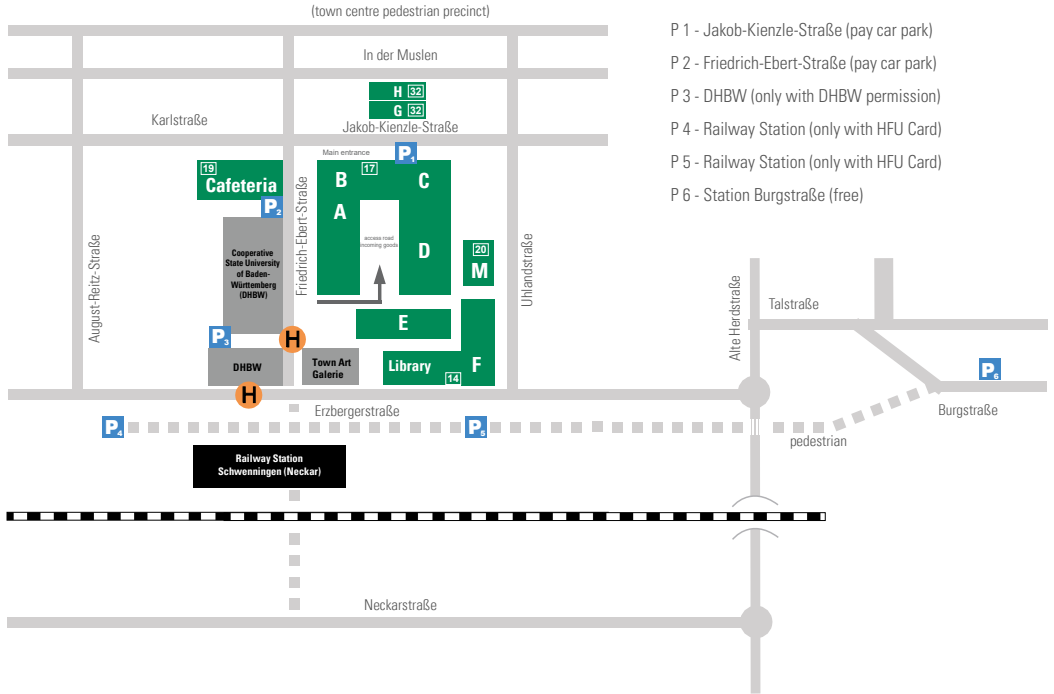 (town centre pedestrian precinct)
In der Muslen
H 32
G 32
Karlstraße
Jakob-Kienzle-Straße
Main entrance
P1
19
Cafeteria
P2
17
B
C
A
D
access road
incoming goods
Friedrich-Ebert-Straße
August-Reitz-Straße
Uhlandstraße
Cooperative
State University
of Baden-
Württemberg
(DHBW)
20
M
E
P3
H
DHBW
Town Art
Galerie
Library
14
F
H
Erzbergerstraße
P4
P5
Railway Station
Schwenningen (Neckar)
Neckarstraße
P 1 - Jakob-Kienzle-Straße (pay car park)
P 2 - Friedrich-Ebert-Straße (pay car park)
P 3 - DHBW (only with DHBW permission)
P 4 - Railway Station (only with HFU Card)
P 5 - Railway Station (only with HFU Card)
P 6 - Station Burgstraße (free)
Alte Herdstraße
Talstraße
P6
Burgstraße
pedestrian